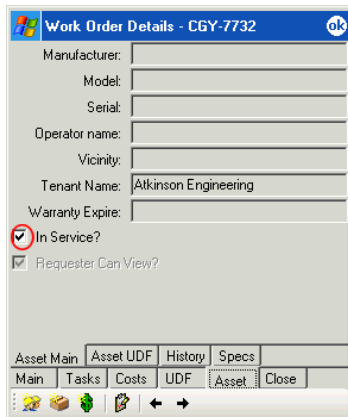 Work Order Details - CGY-7732 ok
Manufacturer:
Model:
Serial:
Operator name:
Vicinity:
Tenant Name: Atkinson Engineering
Warranty Expire:
In Service?
Requester Can View?
Asset Main Asset UDF History Specs
Main Tasks Costs UDF Asset Close